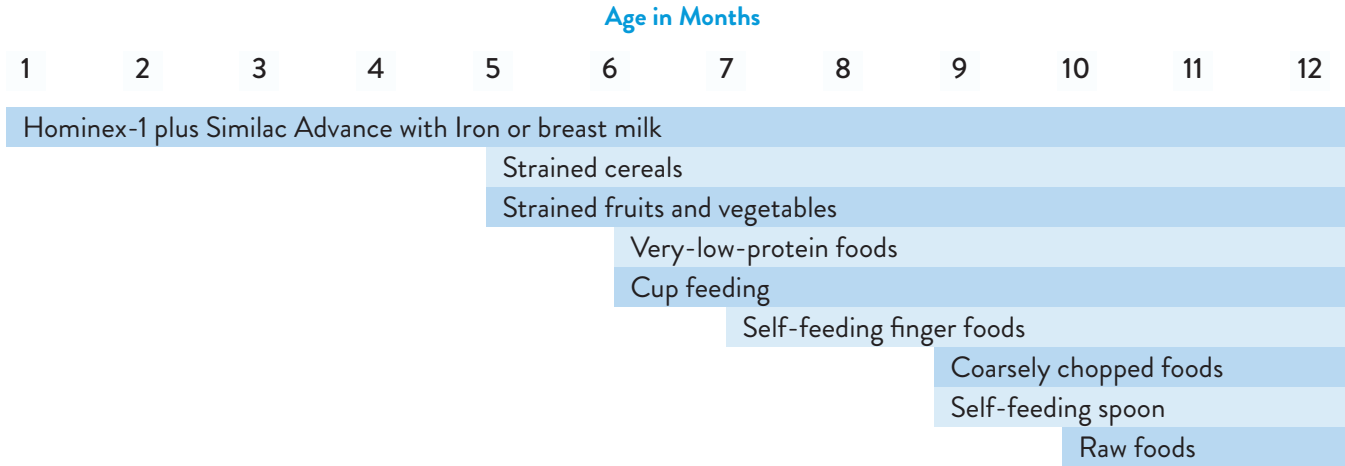 Age in Months
1 2 3 4 5 6 7 8 9 10 11 12
Hominex-1 plus Similac Advance with Iron or breast milk
Strained cereals
Strained fruits and vegetables
Very-low-protein foods
Cup feeding
Self-feeding finger foods
Coarsely chopped foods
Self-feeding spoon
Raw foods